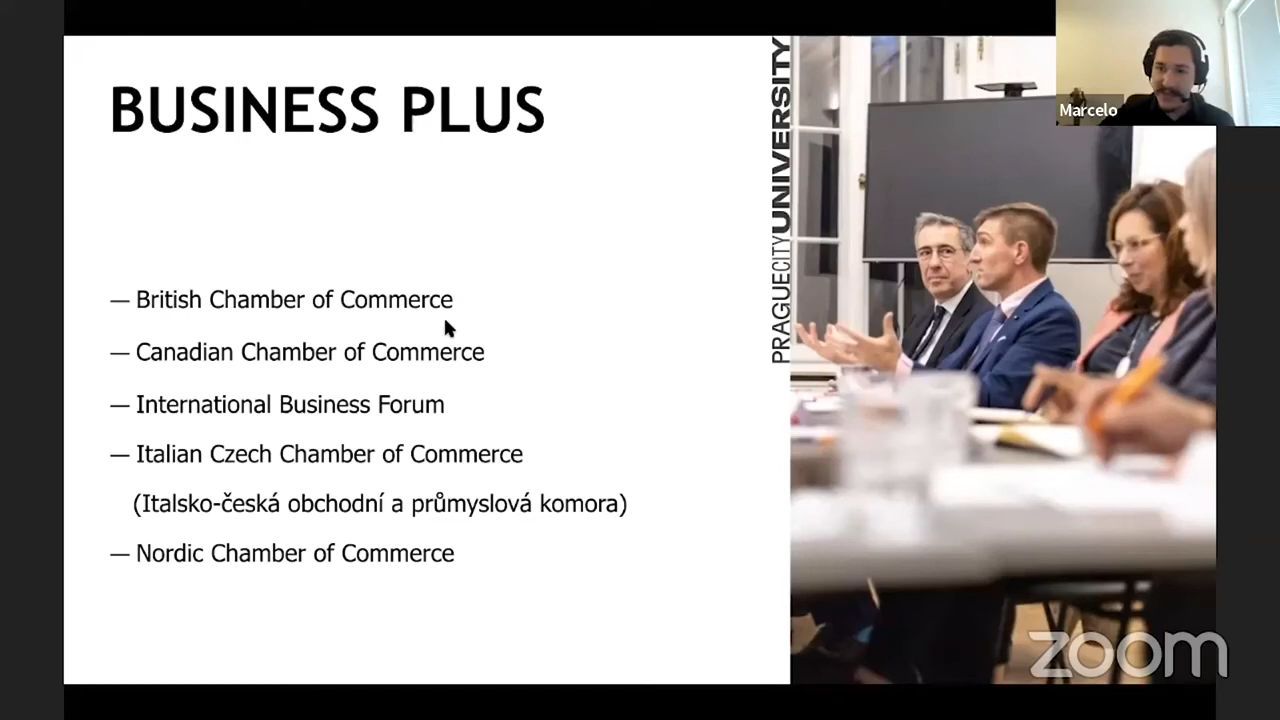 BUSINESS PLUS
— British Chamber of Commerce
— Canadian Chamber of Commerce
— International Business Forum
— Italian Czech Chamber of Commerce
(Italsko-česká obchodní a průmyslová komora)
— Nordic Chamber of Commerce
PRAGUECITYUNIVERSITY
Marcelo
zoom